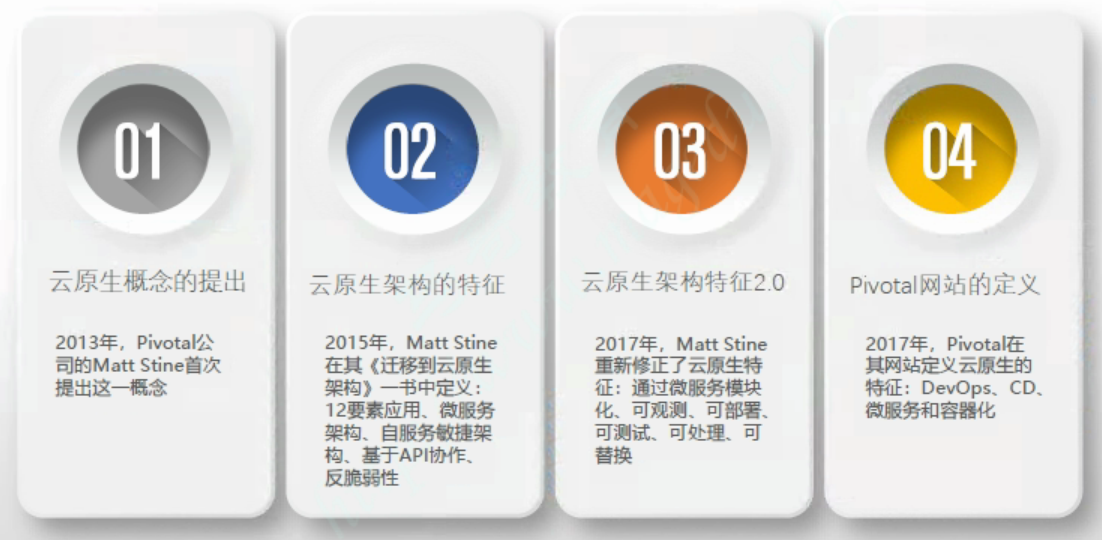 01
云原生概念的提出
2013年，Pivotal公
司的Matt Stine首次
提出这一概念
02
云原生架构的特征
2015年，Matt Stine
在其《迁移到云原生
架构》一书中定义：
12要素应用、微服务
架构、自服务敏捷架
构、基于API协作、
反脆弱性
03
云原生架构特征2.0
2017年，Matt Stine
重新修正了云原生特
征：通过微服务模块
化、可观测、可部署、
可测试、可处理、可
替换
04
Pivotal网站的定义
2017年，Pivotal在
其网站定义云原生的
特征：DevOps、CD、
微服务和容器化